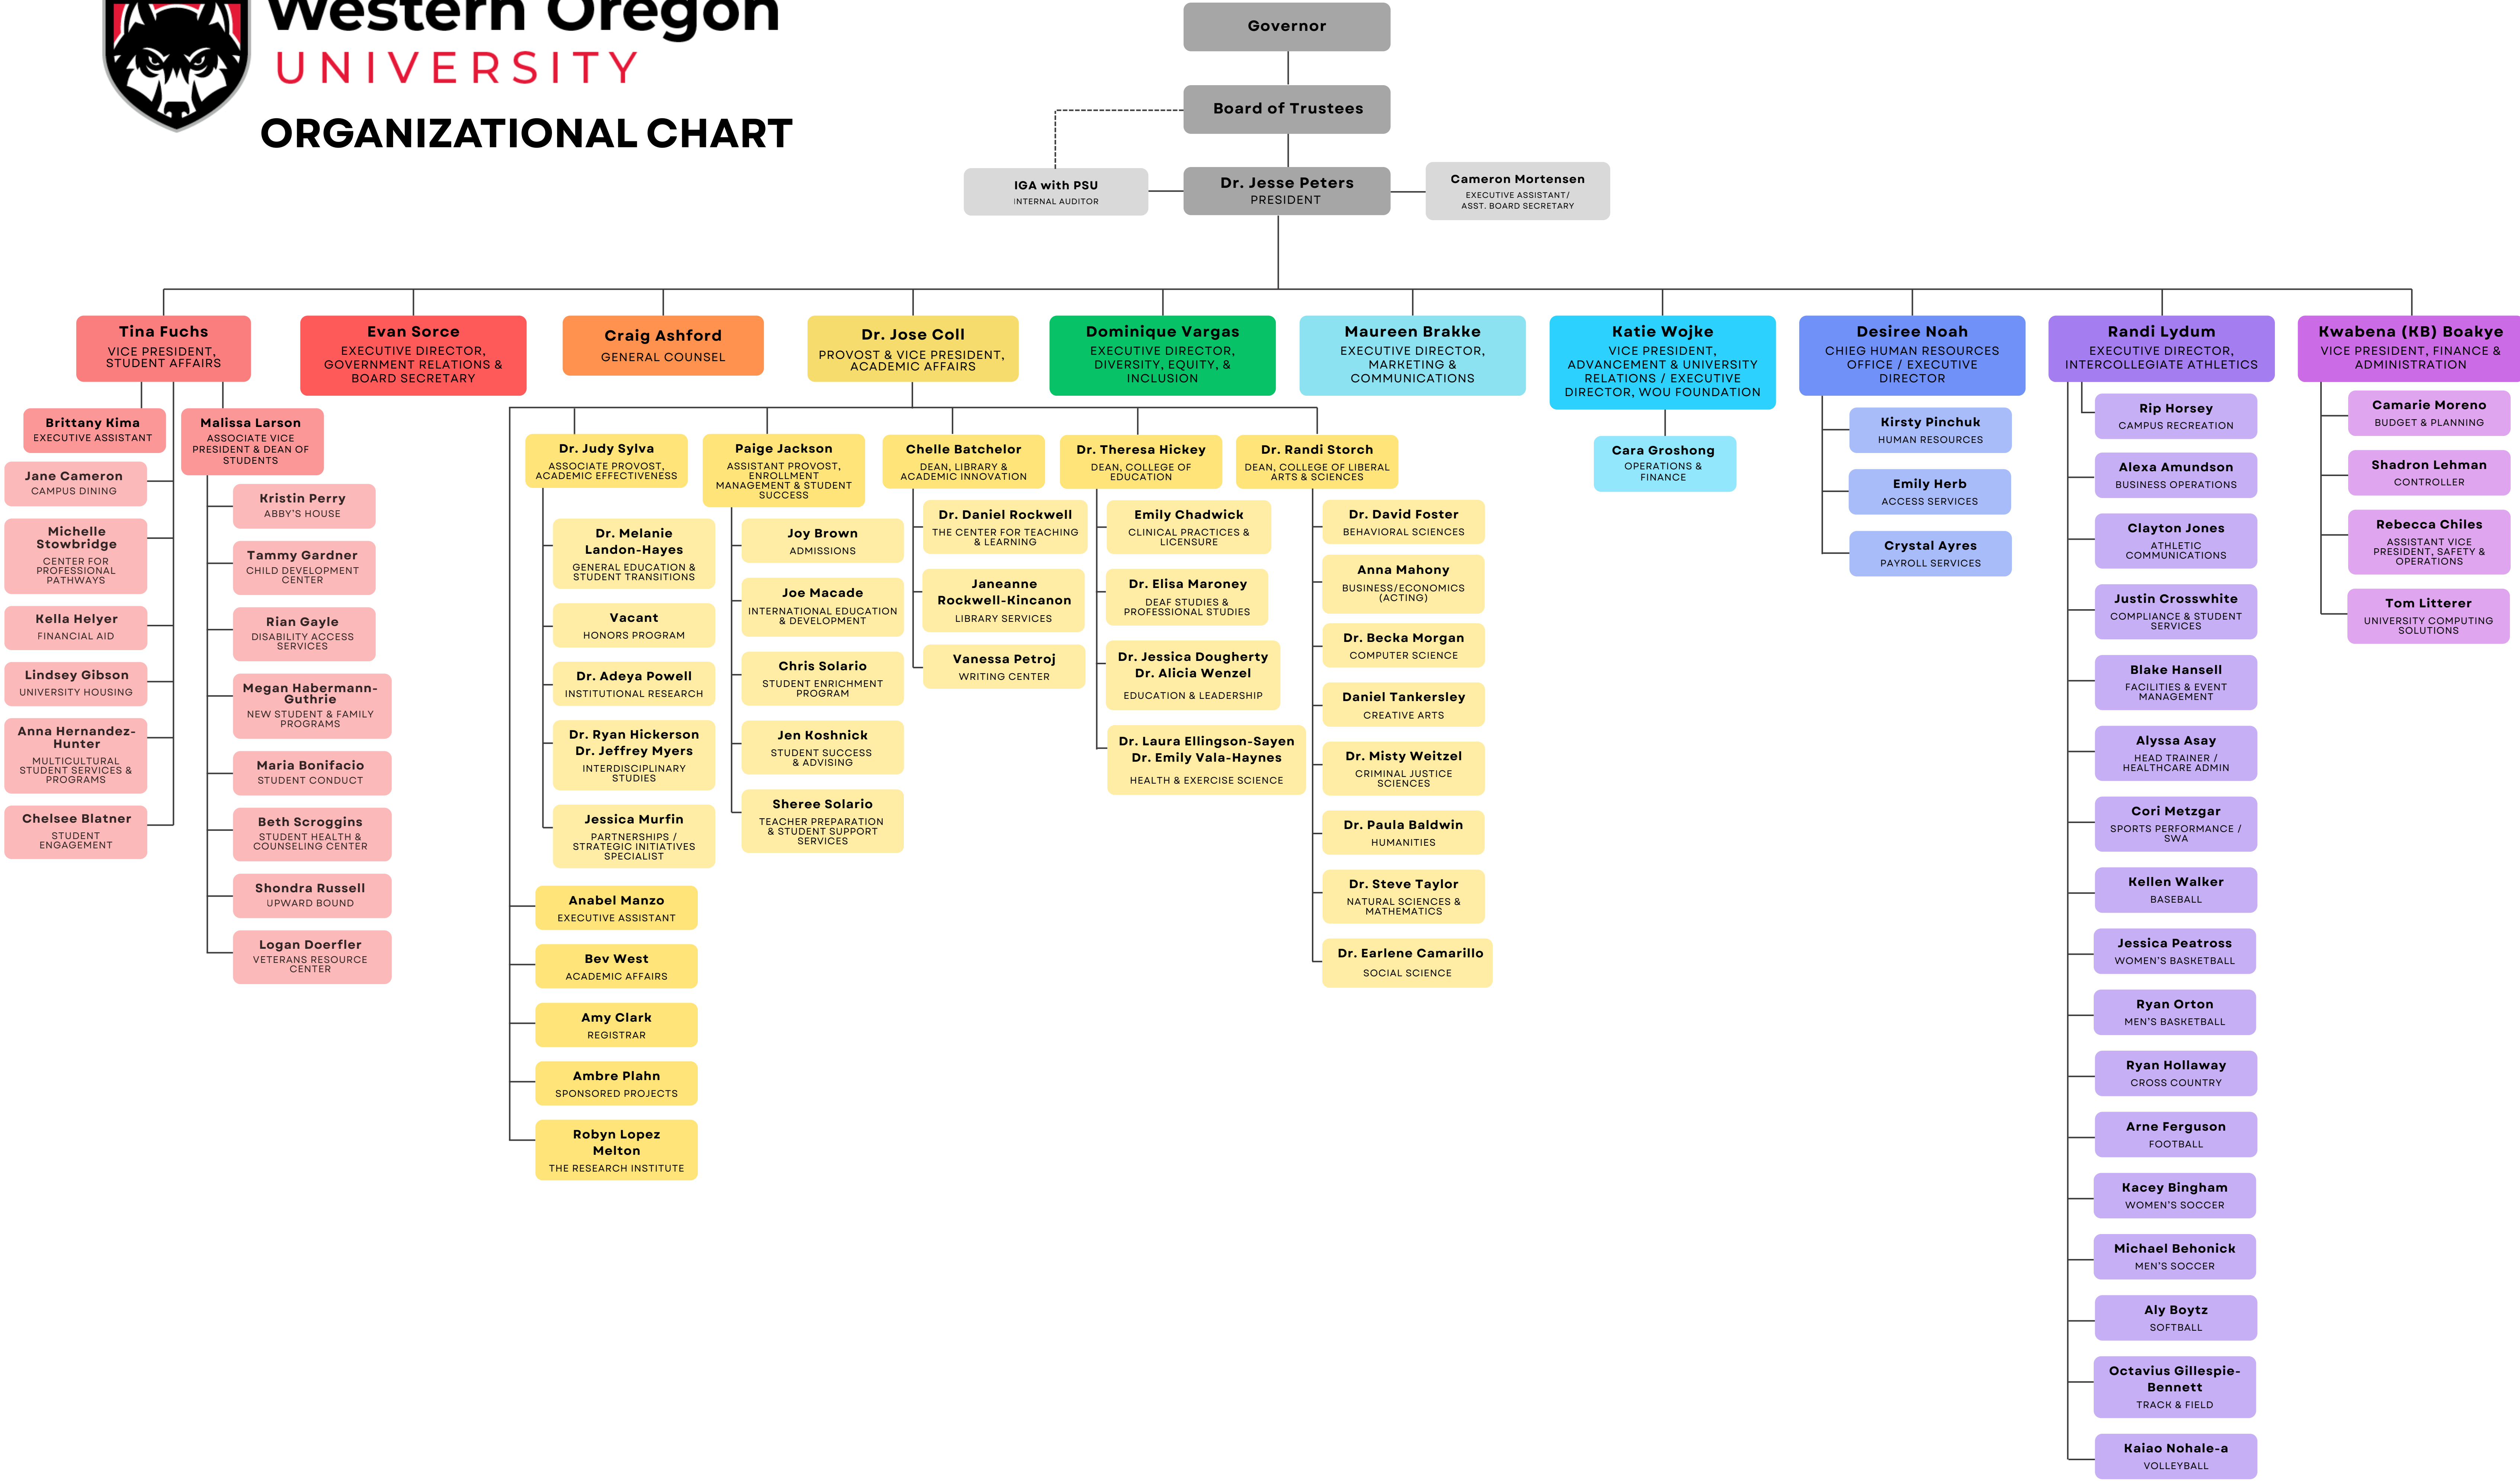 Western Oregon
UNIVERSITY
ORGANIZATIONAL CHART
Governor
Board of Trustees
IGA with PSU
INTERNAL AUDITOR
Dr. Jesse Peters
PRESIDENT
Cameron Mortensen
EXECUTIVE ASSISTANT/
ASST. BOARD SECRETARY
Tina Fuchs
VICE PRESIDENT,
STUDENT AFFAIRS
Evan Sorce
EXECUTIVE DIRECTOR,
GOVERNMENT RELATIONS &
BOARD SECRETARY
Craig Ashford
GENERAL COUNSEL
Dr. Jose Coll
PROVOST & VICE PRESIDENT,
ACADEMIC AFFAIRS
Dominique Vargas
EXECUTIVE DIRECTOR,
DIVERSITY, EQUITY, &
INCLUSION
Maureen Brakke
EXECUTIVE DIRECTOR,
MARKETING &
COMMUNICATIONS
Katie Wojke
VICE PRESIDENT,
ADVANCEMENT & UNIVERSITY
RELATIONS / EXECUTIVE
DIRECTOR, WOU FOUNDATION
Desiree Noah
CHIEG HUMAN RESOURCES
OFFICE / EXECUTIVE
DIRECTOR
Randi Lydum
EXECUTIVE DIRECTOR,
INTERCOLLEGIATE ATHLETICS
Kwabena (KB) Boakye
VICE PRESIDENT, FINANCE &
ADMINISTRATION
Brittany Kima
EXECUTIVE ASSISTANT
Malissa Larson
ASSOCIATE VICE
PRESIDENT & DEAN OF
STUDENTS
Jane Cameron
CAMPUS DINING
Michelle
Stowbridge
CENTER FOR
PROFESSIONAL
PATHWAYS
Kella Helyer
FINANCIAL AID
Lindsey Gibson
UNIVERSITY HOUSING
Anna Hernandez-
Hunter
MULTICULTURAL
STUDENT SERVICES &
PROGRAMS
Chelsee Blatner
STUDENT
ENGAGEMENT
Kristin Perry
ABBY'S HOUSE
Tammy Gardner
CHILD DEVELOPMENT
CENTER
Rian Gayle
DISABILITY ACCESS
SERVICES
Megan Habermann-
Guthrie
NEW STUDENT & FAMILY
PROGRAMS
Maria Bonifacio
STUDENT CONDUCT
Beth Scroggins
STUDENT HEALTH &
COUNSELING CENTER
Shondra Russell
UPWARD BOUND
Logan Doerfler
VETERANS RESOURCE
CENTER
Dr. Judy Sylva
ASSOCIATE PROVOST,
ACADEMIC EFFECTIVENESS
Dr. Melanie
Landon-Hayes
GENERAL EDUCATION &
STUDENT TRANSITIONS
Vacant
HONORS PROGRAM
Dr. Adeya Powell
INSTITUTIONAL RESEARCH
Dr. Ryan Hickerson
Dr. Jeffrey Myers
INTERDISCIPLINARY
STUDIES
Jessica Murfin
PARTNERSHIPS /
STRATEGIC INITIATIVES
SPECIALIST
Anabel Manzo
EXECUTIVE ASSISTANT
Bev West
ACADEMIC AFFAIRS
Amy Clark
REGISTRAR
Ambre Plahn
SPONSORED PROJECTS
Robyn Lopez
Melton
THE RESEARCH INSTITUTE
Paige Jackson
ASSISTANT PROVOST,
ENROLLMENT
MANAGEMENT & STUDENT
SUCCESS
Joy Brown
ADMISSIONS
Joe Macade
INTERNATIONAL EDUCATION
& DEVELOPMENT
Chris Solario
STUDENT ENRICHMENT
PROGRAM
Jen Koshnick
STUDENT SUCCESS
& ADVISING
Sheree Solario
TEACHER PREPARATION
& STUDENT SUPPORT
SERVICES
Chelle Batchelor
DEAN, LIBRARY &
ACADEMIC INNOVATION
Dr. Daniel Rockwell
THE CENTER FOR TEACHING
& LEARNING
Janeanne
Rockwell-Kincanon
LIBRARY SERVICES
Vanessa Petroj
WRITING CENTER
Dr. Theresa Hickey
DEAN, COLLEGE OF
EDUCATION
Emily Chadwick
CLINICAL PRACTICES &
LICENSURE
Dr. Elisa Maroney
DEAF STUDIES &
PROFESSIONAL STUDIES
Dr. Jessica Dougherty
Dr. Alicia Wenzel
EDUCATION & LEADERSHIP
Dr. Laura Ellingson-Sayen
Dr. Emily Vala-Haynes
HEALTH & EXERCISE SCIENCE
Dr. Randi Storch
DEAN, COLLEGE OF LIBERAL
ARTS & SCIENCES
Dr. David Foster
BEHAVIORAL SCIENCES
Anna Mahony
BUSINESS/ECONOMICS
(ACTING)
Dr. Becka Morgan
COMPUTER SCIENCE
Daniel Tankersley
CREATIVE ARTS
Dr. Misty Weitzel
CRIMINAL JUSTICE
SCIENCES
Dr. Paula Baldwin
HUMANITIES
Dr. Steve Taylor
NATURAL SCIENCES &
MATHEMATICS
Dr. Earlene Camarillo
SOCIAL SCIENCE
Cara Groshong
OPERATIONS &
FINANCE
Kirsty Pinchuk
HUMAN RESOURCES
Emily Herb
ACCESS SERVICES
Crystal Ayres
PAYROLL SERVICES
Rip Horsey
CAMPUS RECREATION
Alexa Amundson
BUSINESS OPERATIONS
Clayton Jones
ATHLETIC
COMMUNICATIONS
Justin Crosswhite
COMPLIANCE & STUDENT
SERVICES
Blake Hansell
FACILITIES & EVENT
MANAGEMENT
Alyssa Asay
HEAD TRAINER /
HEALTHCARE ADMIN
Cori Metzgar
SPORTS PERFORMANCE /
SWA
Kellen Walker
BASEBALL
Jessica Peatross
WOMEN'S BASKETBALL
Ryan Orton
MEN'S BASKETBALL
Ryan Hollaway
CROSS COUNTRY
Arne Ferguson
FOOTBALL
Kacey Bingham
WOMEN'S SOCCER
Michael Behonick
MEN'S SOCCER
Aly Boytz
SOFTBALL
Octavius Gillespie-
Bennett
TRACK & FIELD
Kaiao Nohale-a
VOLLEYBALL
Camarie Moreno
BUDGET & PLANNING
Shadron Lehman
CONTROLLER
Rebecca Chiles
ASSISTANT VICE
PRESIDENT, SAFETY &
OPERATIONS
Tom Litterer
UNIVERSITY COMPUTING
SOLUTIONS